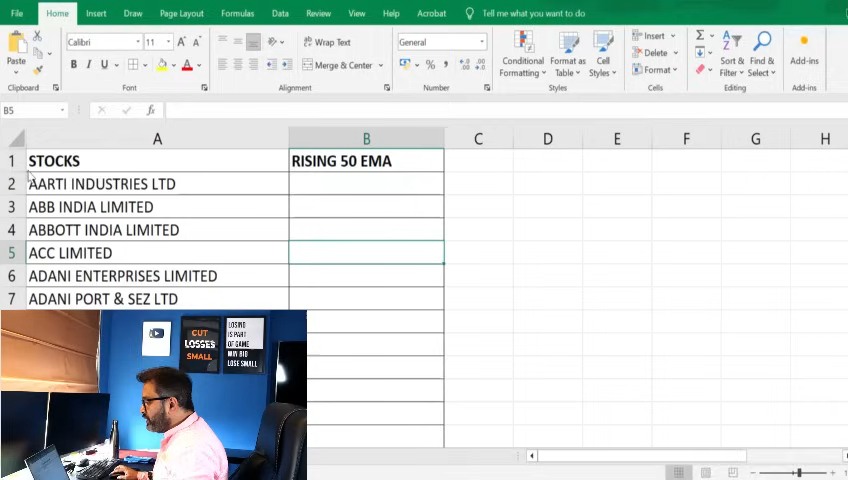 File Home Insert Draw Page Layout Formulas Data Review View Help Acrobat Tell me what you want to do
Calibri 11 Wrap Text General Insert
Paste B I U Merge & Center % Conditional Formatting Format as Table Cell Styles Delete Format Sort & Filter Find & Select Add-ins
Clipboard Font Alignment Number Styles Cells Editing Add-ins
B5 fx
A B C D E F G H
1 STOCKS RISING 50 EMA
2 AARTI INDUSTRIES LTD
3 ABB INDIA LIMITED
4 ABBOTT INDIA LIMITED
5 ACC LIMITED
6 ADANI ENTERPRISES LIMITED
7 ADANI PORT & SEZ LTD
CUT
LOSSES
SMALL
LOSING
IS PART
OF GAME
WIN BIG
LOSE SMALL